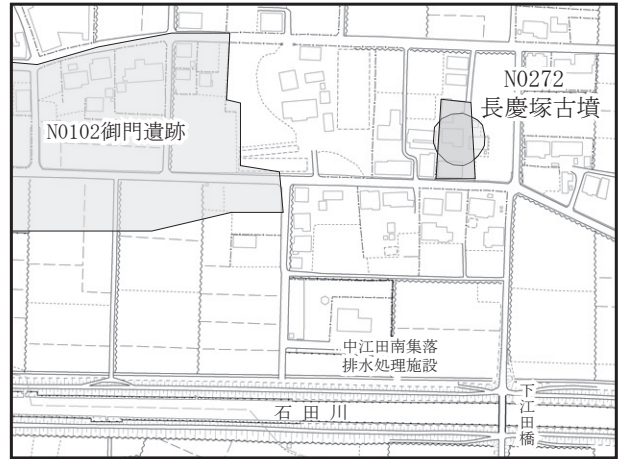 N0272
長慶塚古墳
N0102御門遺跡
中江田南集落
排水処理施設
石田川
下江田橋